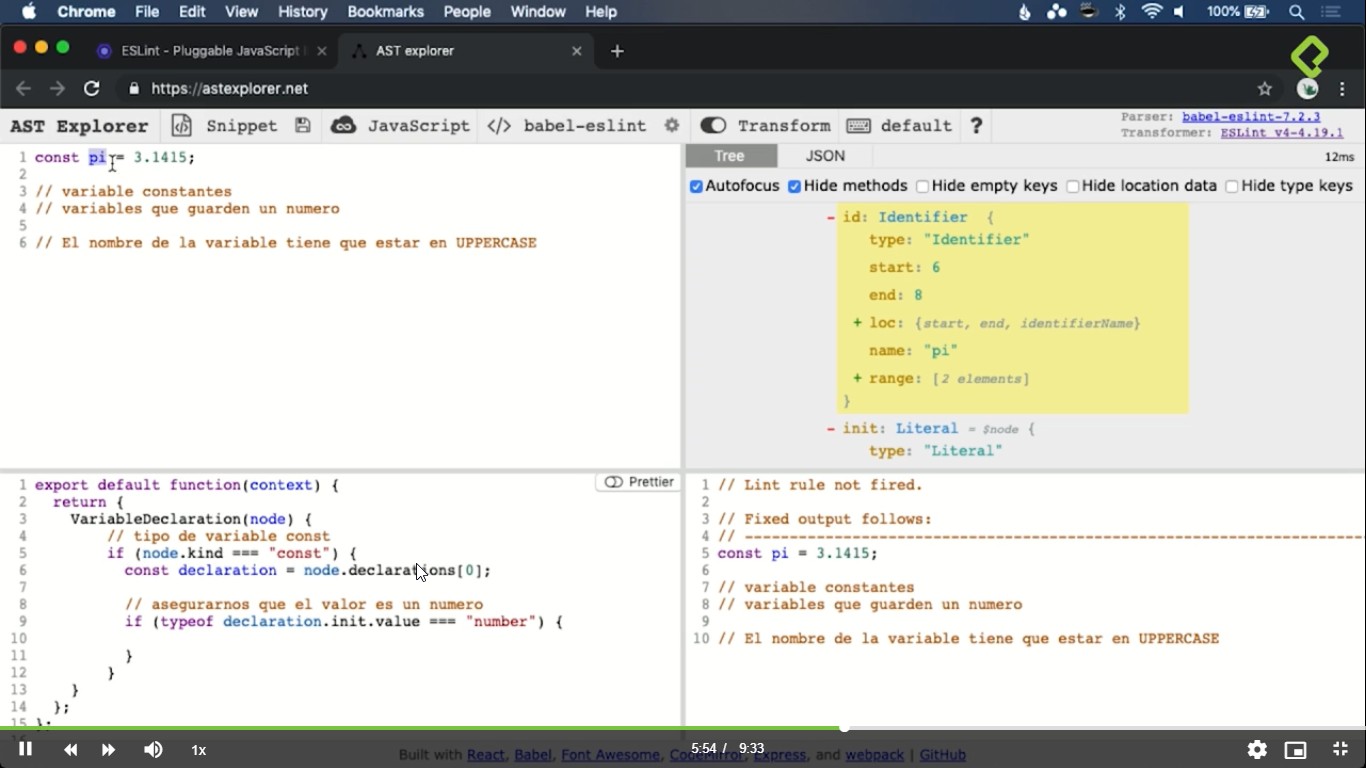 Chrome File Edit View History Bookmarks People Window Help 100%
ESLint - Pluggable JavaScript
AST explorer
https://astexplorer.net
AST Explorer Snippet JavaScript </> babel-eslint Transform default ?
Parser: babel-eslint-7.2.3
Transformer: ESLint v4-4.19.1
1 const pi = 3.1415;
2
3 // variable constantes
4 // variables que guarden un numero
5
6 // El nombre de la variable tiene que estar en UPPERCASE
Tree JSON 12ms
Autofocus Hide methods Hide empty keys Hide location data Hide type keys
- id: Identifier {
type: "Identifier"
start: 6
end: 8
+ loc: {start, end, identifierName}
name: "pi"
+ range: [2 elements]
}
- init: Literal = $node {
type: "Literal"
Prettier
1 export default function(context) {
2 return {
3 VariableDeclaration(node) {
4 // tipo de variable const
5 if (node.kind === "const") {
6 const declaration = node.declarations[0];
7
8 // asegurarnos que el valor es un numero
9 if (typeof declaration.init.value === "number") {
10
11 }
12 }
13 }
14 };
15 };
1 // Lint rule not fired.
2
3 // Fixed output follows:
4 // --------------------------------------------------------------------------------
5 const pi = 3.1415;
6
7 // variable constantes
8 // variables que guarden un numero
9
10 // El nombre de la variable tiene que estar en UPPERCASE
Built with React, Babel, Font Awesome, CodeMirror, Express, and webpack | GitHub
1x 5:54 / 9:33